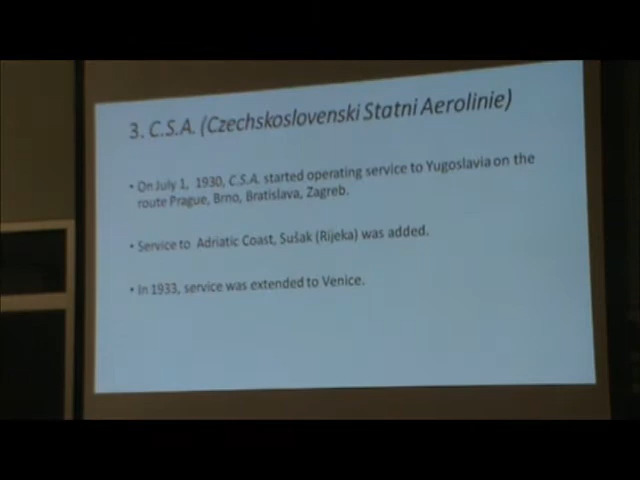 3. C.S.A. (Czechskoslovenski Statni Aerolinie)
• On July 1, 1930, C.S.A. started operating service to Yugoslavia on the
route Prague, Brno, Bratislava, Zagreb.
• Service to Adriatic Coast, Sušak (Rijeka) was added.
• In 1933, service was extended to Venice.